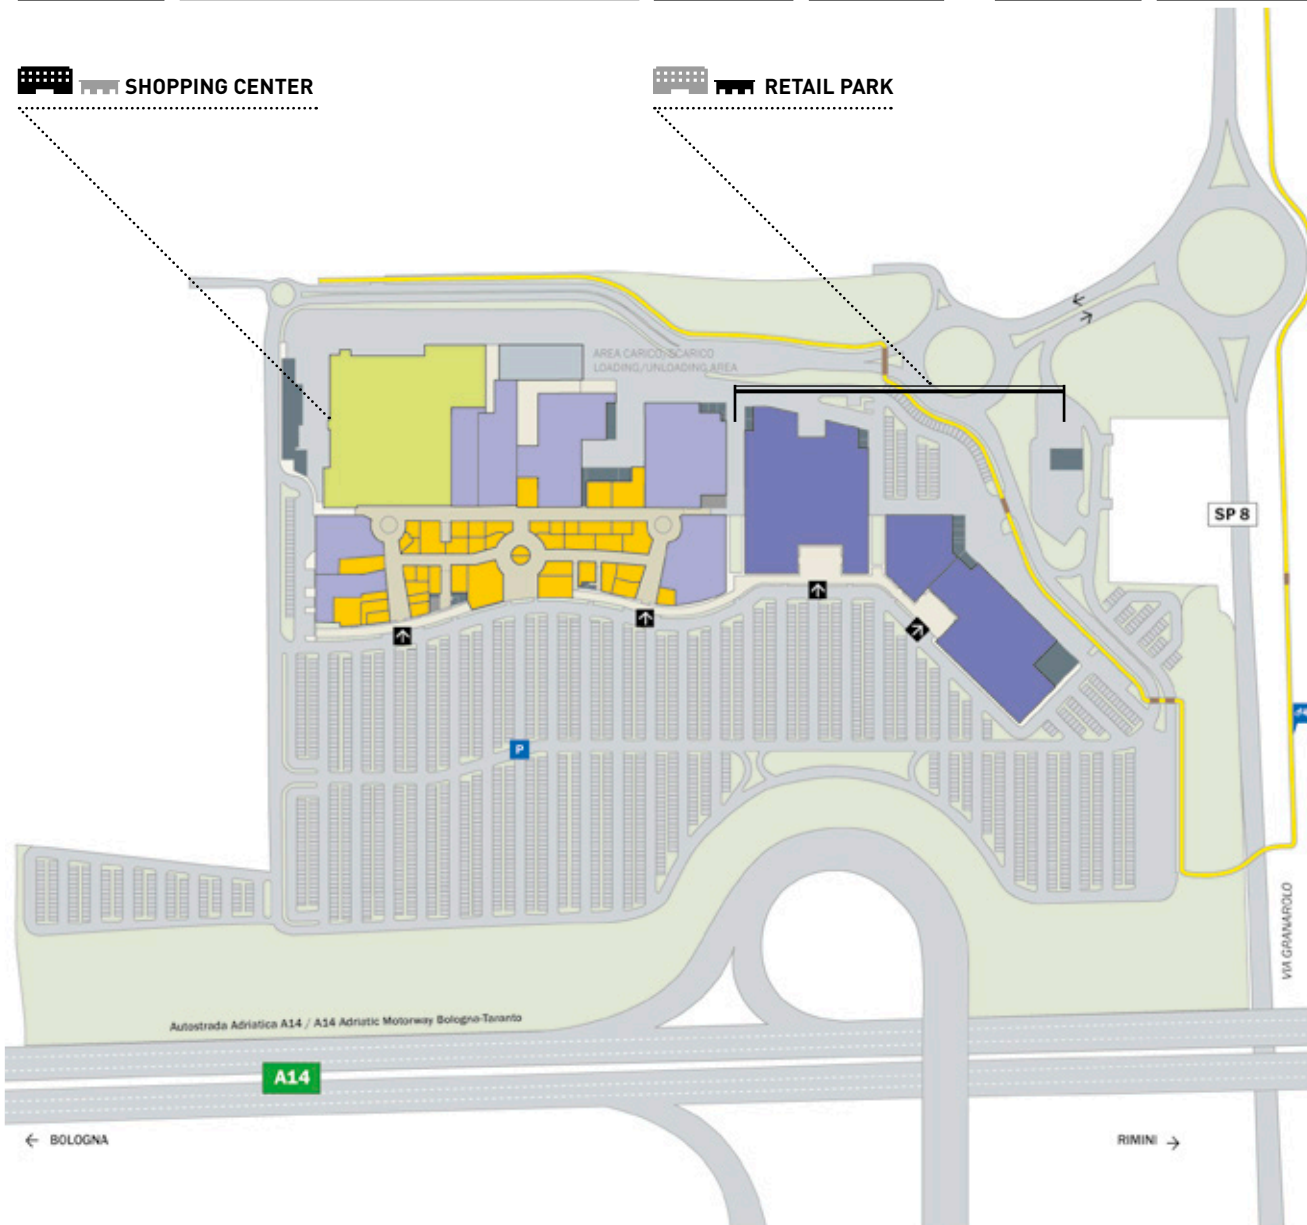 SHOPPING CENTER
RETAIL PARK
AREA CARICO/SCARICO
LOADING/UNLOADING AREA
SP 8
P
VIA GRANAROLO
Autostrada Adriatica A14 / A14 Adriatic Motorway Bologna-Taranto
A14
← BOLOGNA
RIMINI →